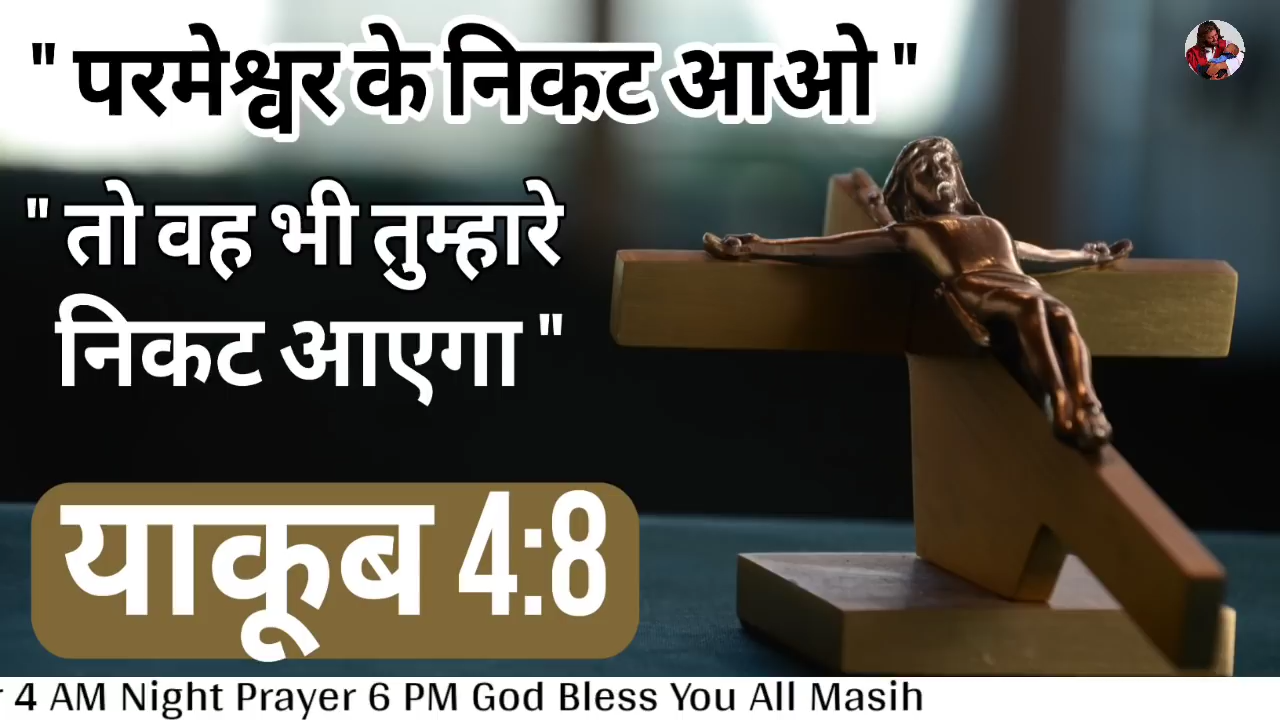 " परमेश्वर के निकट आओ "
" तो वह भी तुम्हारे
निकट आएगा "
याकूब 4:8
4 AM Night Prayer 6 PM God Bless You All Masih